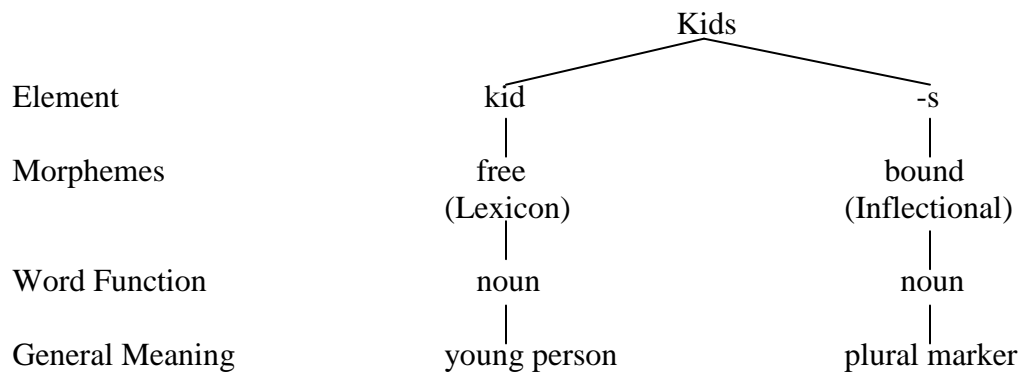 Kids
Element kid -s
Morphemes free bound
(Lexicon) (Inflectional)
Word Function noun noun
General Meaning young person plural marker